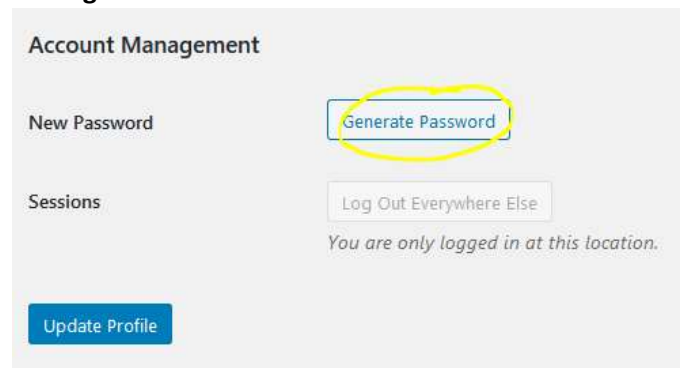 Account Management
New Password
Generate Password
Sessions
Log Out Everywhere Else
You are only logged in at this location.
Update Profile